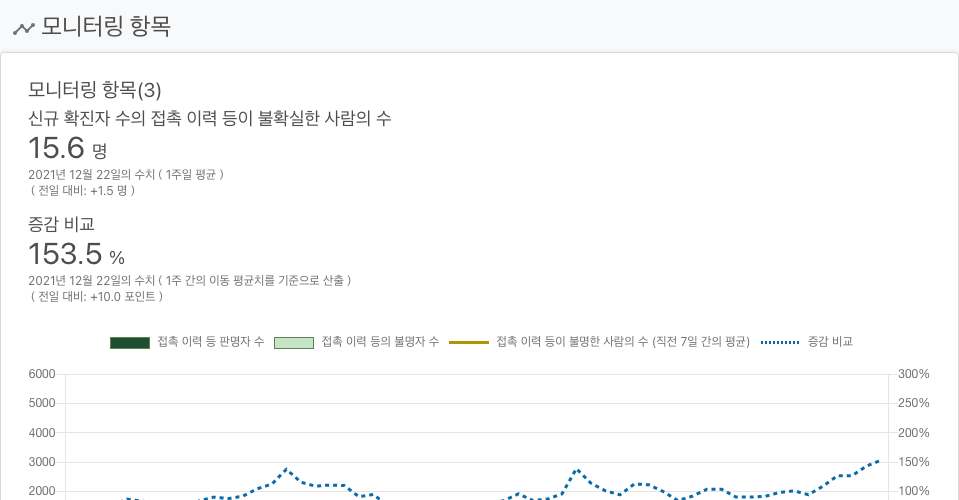 모니터링 항목
모니터링 항목(3)
신규 확진자 수의 접촉 이력 등이 불확실한 사람의 수
15.6 명
2021년 12월 22일의 수치 ( 1주일 평균 )
( 전일 대비: +1.5 명 )
증감 비교
153.5 %
2021년 12월 22일의 수치 ( 1주 간의 이동 평균치를 기준으로 산출 )
( 전일 대비: +10.0 포인트 )
접촉 이력 등 판명자 수 접촉 이력 등의 불명자 수 접촉 이력 등이 불명한 사람의 수 (직전 7일 간의 평균) 증감 비교
6000 300%
5000 250%
4000 200%
3000 150%
2000 100%